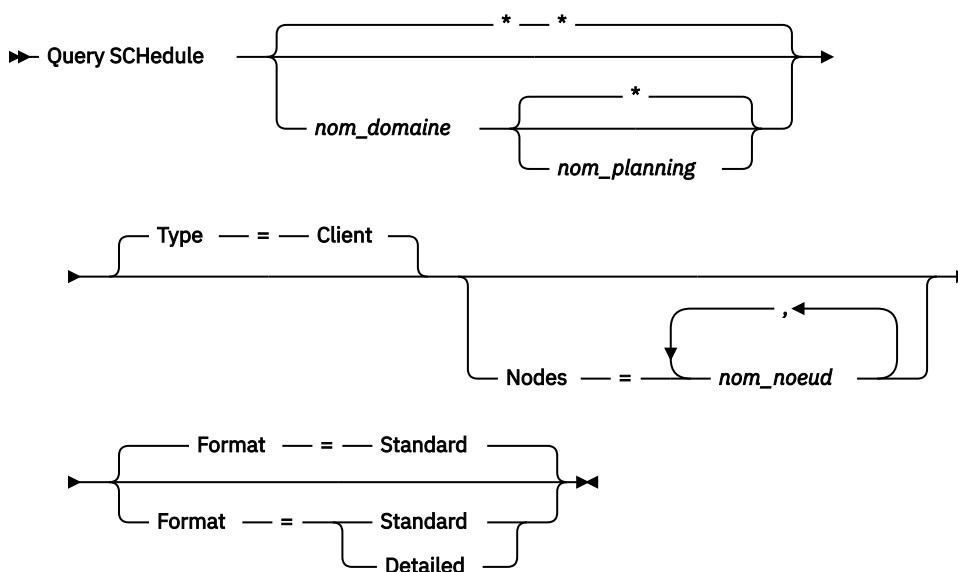 * *
Query SCHedule
*
nom_domaine
nom_planning
Type = Client
,
Nodes = nom_noeud
Format = Standard
Format = Standard
Detailed